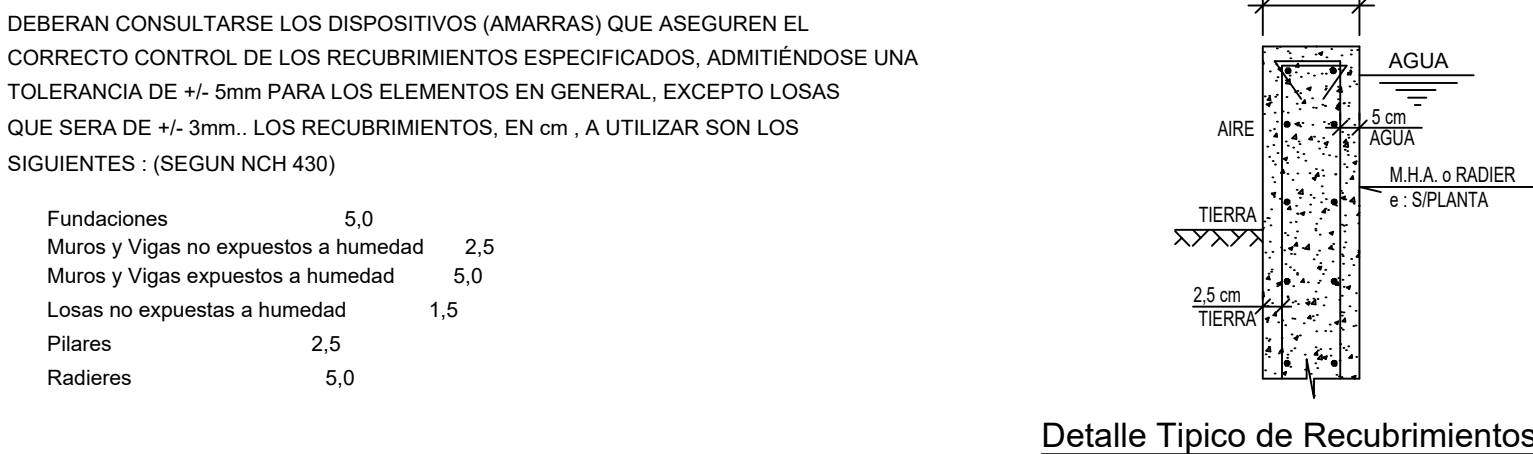 DEBERAN CONSULTARSE LOS DISPOSITIVOS (AMARRAS) QUE ASEGUREN EL
CORRECTO CONTROL DE LOS RECUBRIMIENTOS ESPECIFICADOS, ADMITIÉNDOSE UNA
TOLERANCIA DE +/- 5mm PARA LOS ELEMENTOS EN GENERAL, EXCEPTO LOSAS
QUE SERA DE +/- 3mm.. LOS RECUBRIMIENTOS, EN cm , A UTILIZAR SON LOS
SIGUIENTES : (SEGUN NCH 430)
Fundaciones 5,0
Muros y Vigas no expuestos a humedad 2,5
Muros y Vigas expuestos a humedad 5,0
Losas no expuestas a humedad 1,5
Pilares 2,5
Radieres 5,0
AGUA
5 cm
AGUA
AIRE
M.H.A. o RADIER
e : S/PLANTA
TIERRA
2,5 cm
TIERRA
Detalle Tipico de Recubrimientos